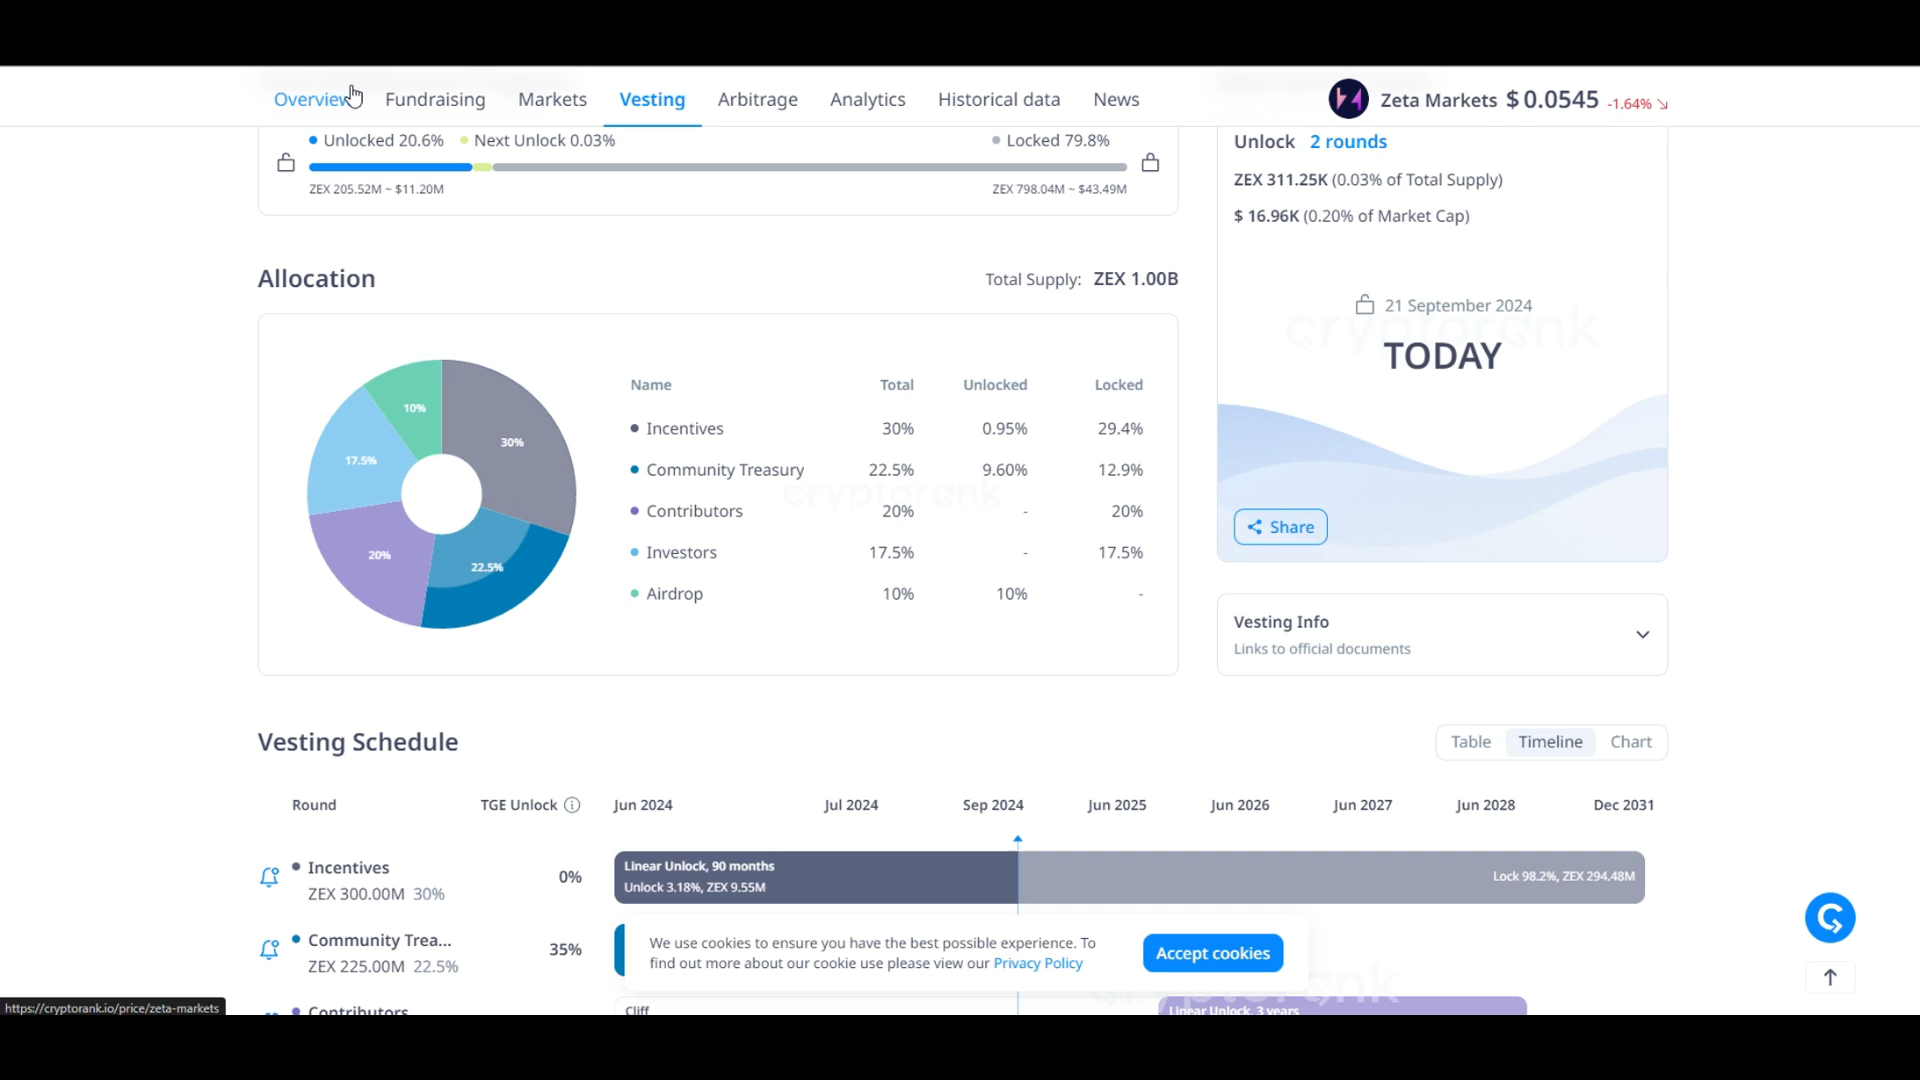 Overview Fundraising Markets Vesting Arbitrage Analytics Historical data News
Zeta Markets $ 0.0545 -1.64%
Unlocked 20.6% Next Unlock 0.03% Locked 79.8%
ZEX 205.52M ~ $11.20M ZEX 798.04M ~ $43.49M
Unlock 2 rounds
ZEX 311.25K (0.03% of Total Supply)
$ 16.96K (0.20% of Market Cap)
21 September 2024
cryptorank
TODAY
Share
Vesting Info
Links to official documents
Allocation Total Supply: ZEX 1.00B
10%
30%
17.5%
20%
22.5%
Name Total Unlocked Locked
Incentives 30% 0.95% 29.4%
Community Treasury 22.5% 9.60% 12.9%
cryptorank
Contributors 20% - 20%
Investors 17.5% - 17.5%
Airdrop 10% 10% -
Vesting Schedule Table Timeline Chart
Round TGE Unlock Jun 2024 Jul 2024 Sep 2024 Jun 2025 Jun 2026 Jun 2027 Jun 2028 Dec 2031
Incentives
ZEX 300.00M 30%
0%
Linear Unlock, 90 months
Unlock 3.18%, ZEX 9.55M
Lock 98.2%, ZEX 294.48M
Community Trea...
ZEX 225.00M 22.5%
35%
We use cookies to ensure you have the best possible experience. To
find out more about our cookie use please view our Privacy Policy
Accept cookies
cryptorank
Contributors
Cliff
Linear Unlock, 3 years
https://cryptorank.io/price/zeta-markets